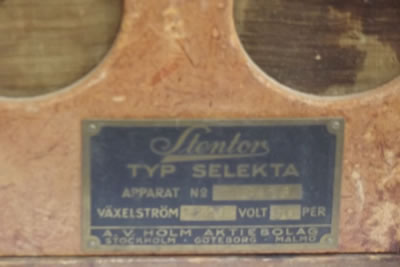 Stentor
TYP SELEKTA
APPARAT №
VÄXELSTRÖM VOLT PER
A. V. HOLM AKTIEBOLAG
STOCKHOLM · GÖTEBORG · MALMÖ